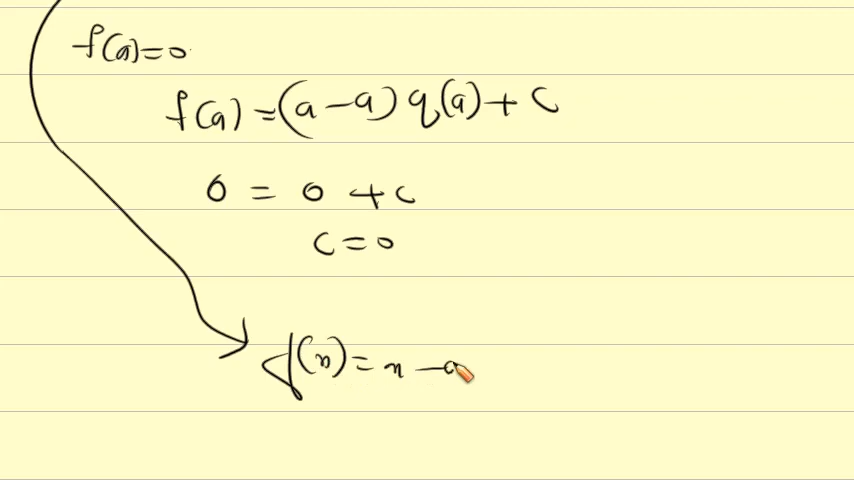 f(a)=0
f(a)=(a-a)q(a)+c
0 = 0 + c
c=0
f(x)=x-a